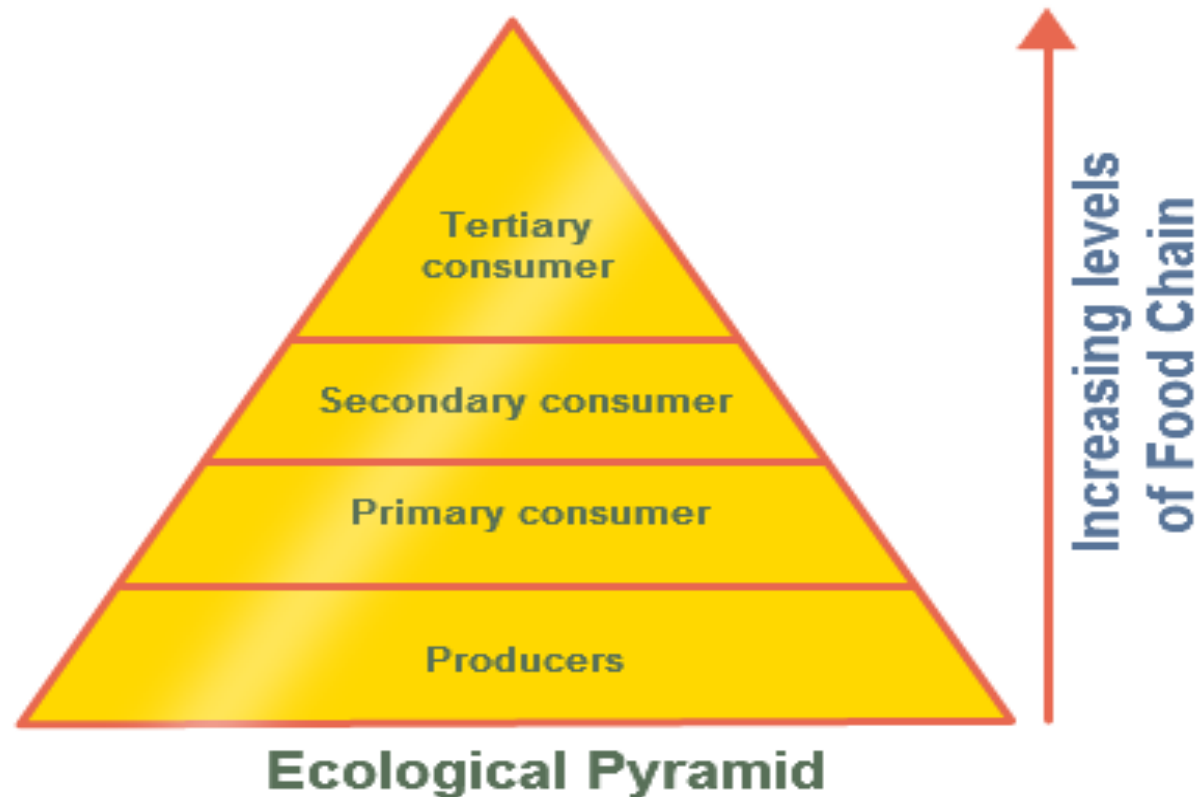 Tertiary
consumer
Secondary consumer
Primary consumer
Producers
Ecological Pyramid
Increasing levels
of Food Chain